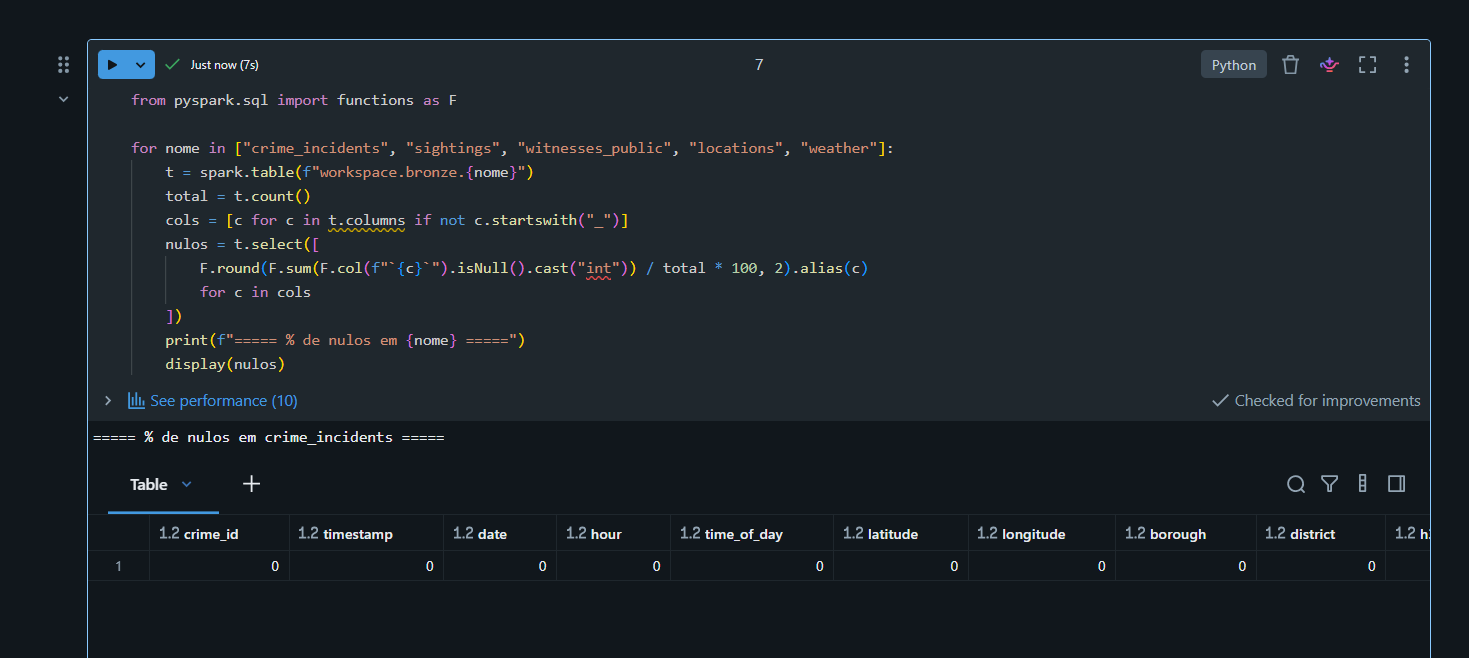 Just now (7s)
7
Python
from pyspark.sql import functions as F
for nome in ["crime_incidents", "sightings", "witnesses_public", "locations", "weather"]:
t = spark.table(f"workspace.bronze.{nome}")
total = t.count()
cols = [c for c in t.columns if not c.startswith("_")]
nulos = t.select([
F.round(F.sum(F.col(f"`{c}`").isNull().cast("int")) / total * 100, 2).alias(c)
for c in cols
])
print(f"===== % de nulos em {nome} =====")
display(nulos)
See performance (10)
Checked for improvements
===== % de nulos em crime_incidents =====
Table
1.2 crime_id 1.2 timestamp 1.2 date 1.2 hour 1.2 time_of_day 1.2 latitude 1.2 longitude 1.2 borough 1.2 district 1.2
1 0 0 0 0 0 0 0 0 0